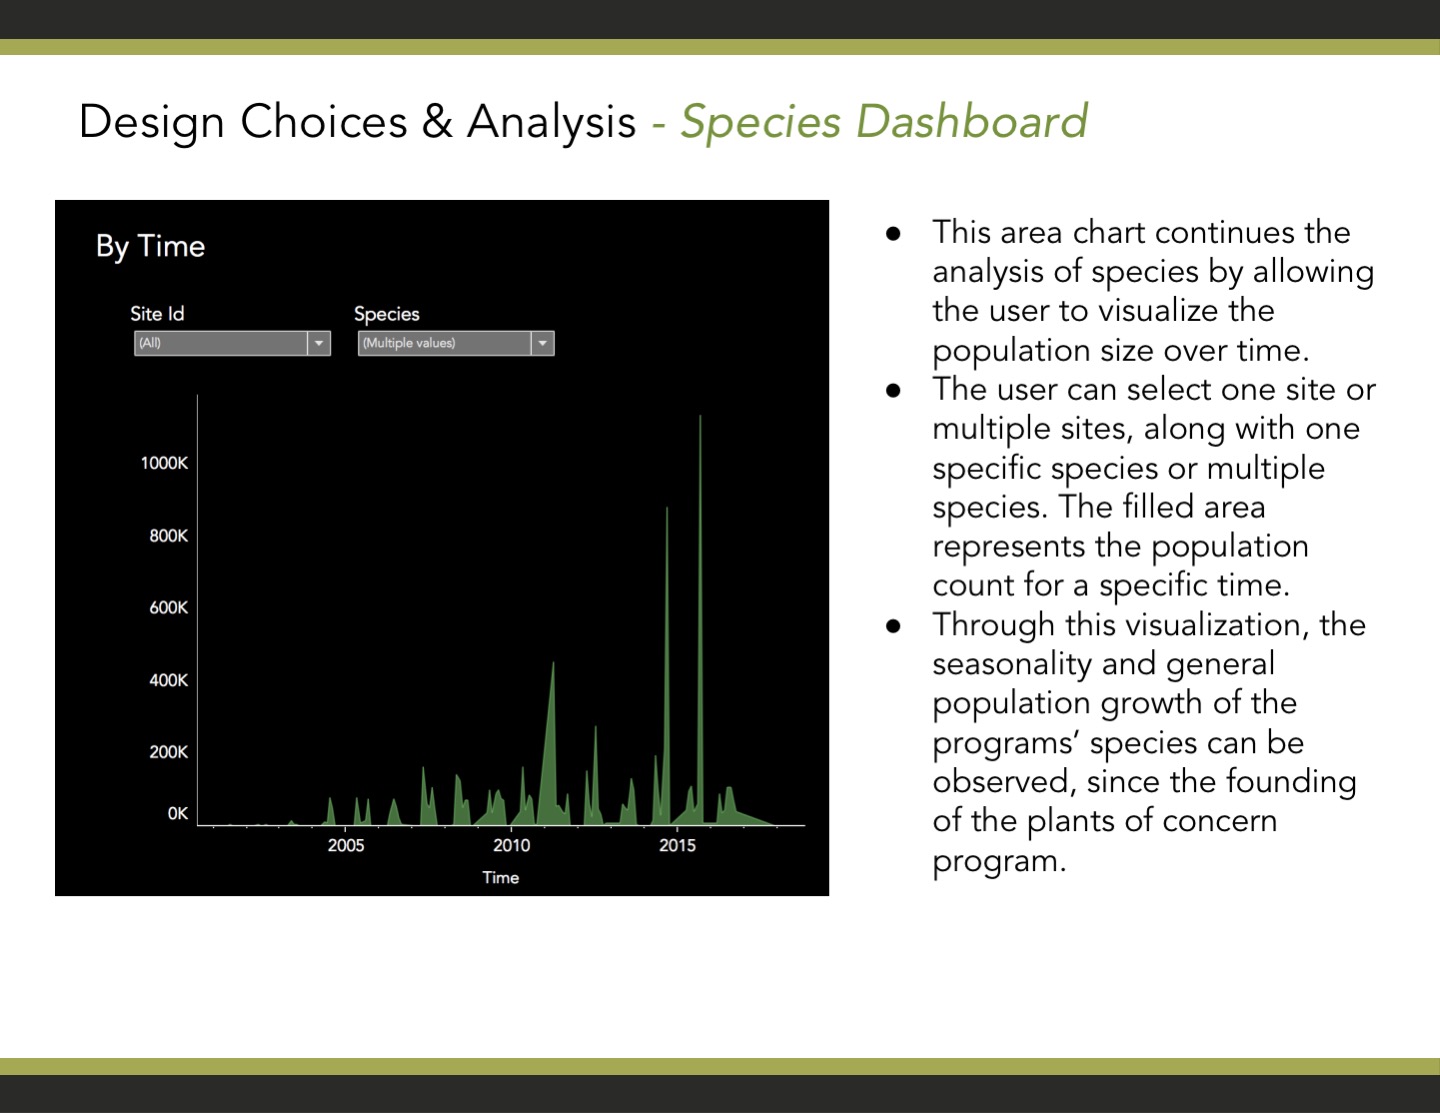 Design Choices & Analysis - Species Dashboard
By Time
Site Id
Species
(All)
(Multiple values)
1000K
800K
600K
400K
200K
0K
2005
2010
2015
Time
● This area chart continues the
analysis of species by allowing
the user to visualize the
population size over time.
● The user can select one site or
multiple sites, along with one
specific species or multiple
species. The filled area
represents the population
count for a specific time.
● Through this visualization, the
seasonality and general
population growth of the
programs’ species can be
observed, since the founding
of the plants of concern
program.